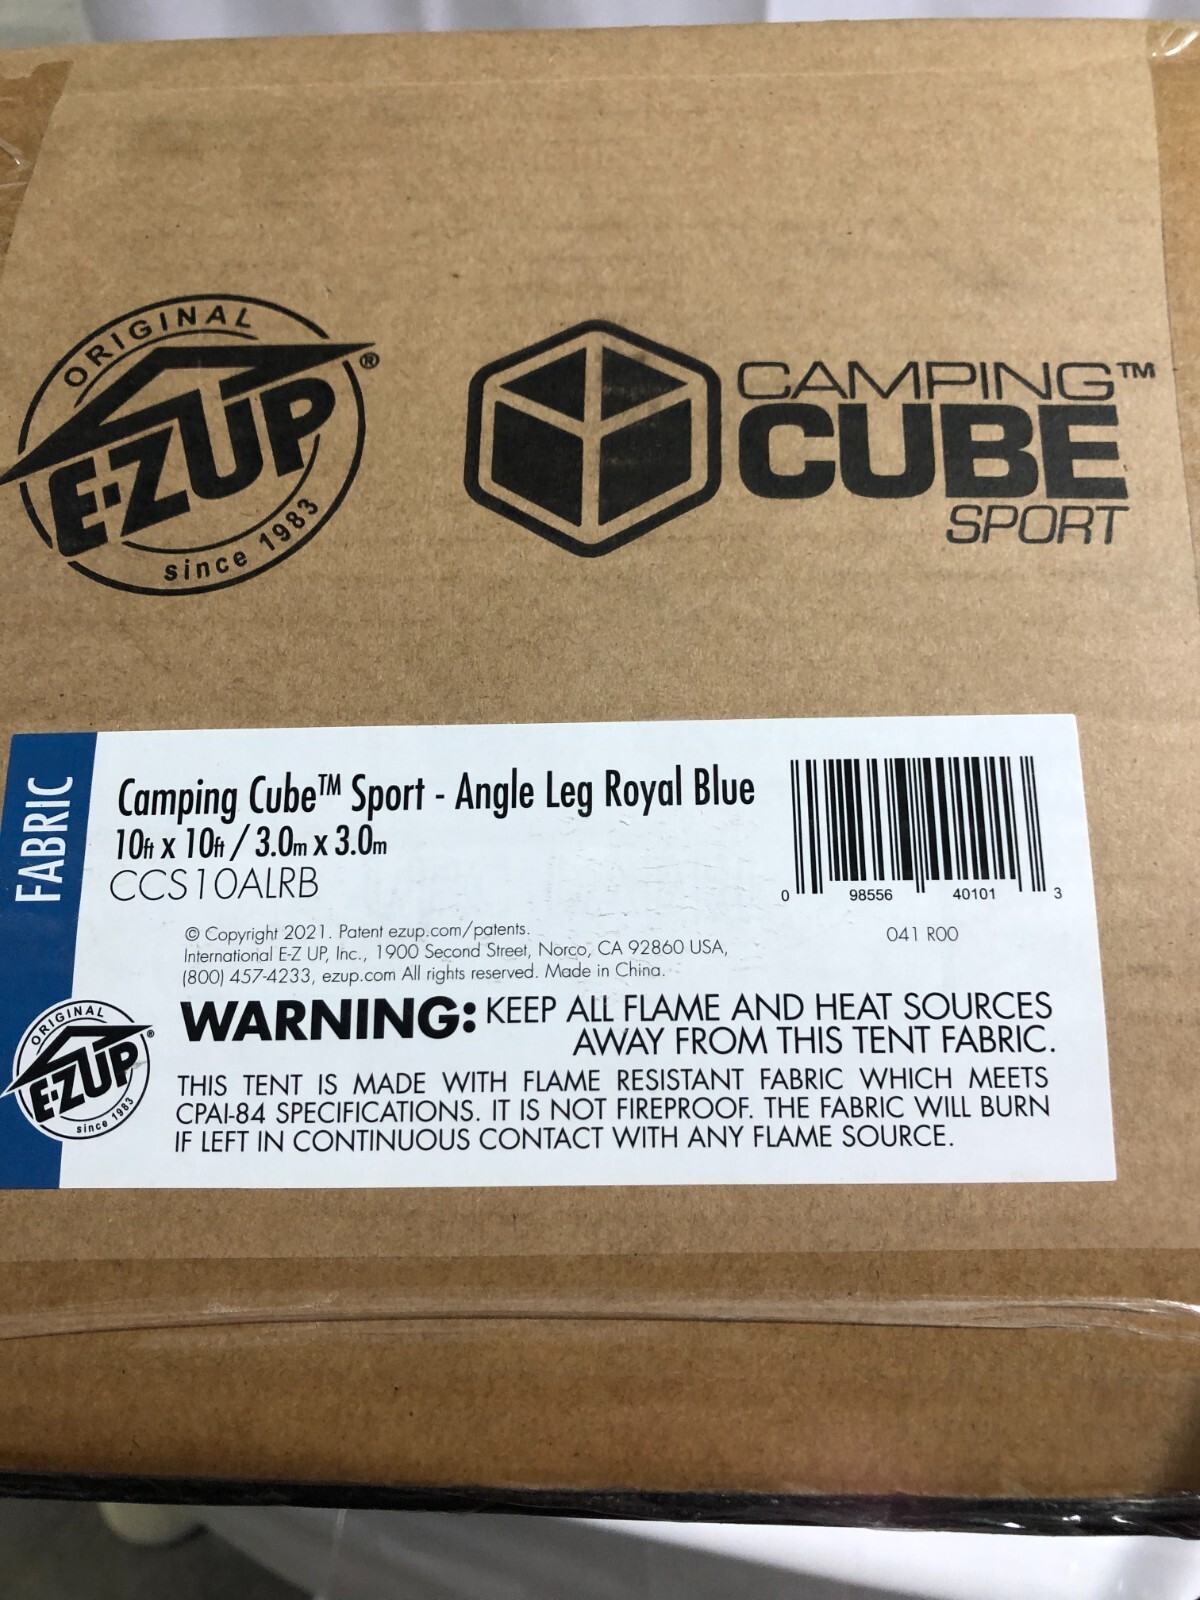 ORIGINAL
E-Z UP®
since 1983
CAMPING™
CUBE
SPORT
FABRIC
Camping Cube™ Sport - Angle Leg Royal Blue
10ft x 10ft / 3.0m x 3.0m
CCS10ALRB
0 98556 40101 3
041 R00
© Copyright 2021. Patent ezup.com/patents.
International E-Z UP, Inc., 1900 Second Street, Norco, CA 92860 USA,
(800) 457-4233, ezup.com All rights reserved. Made in China.
WARNING: KEEP ALL FLAME AND HEAT SOURCES
AWAY FROM THIS TENT FABRIC.
THIS TENT IS MADE WITH FLAME RESISTANT FABRIC WHICH MEETS
CPAI-84 SPECIFICATIONS. IT IS NOT FIREPROOF. THE FABRIC WILL BURN
IF LEFT IN CONTINUOUS CONTACT WITH ANY FLAME SOURCE.
ORIGINAL
E-Z UP®
since 1983